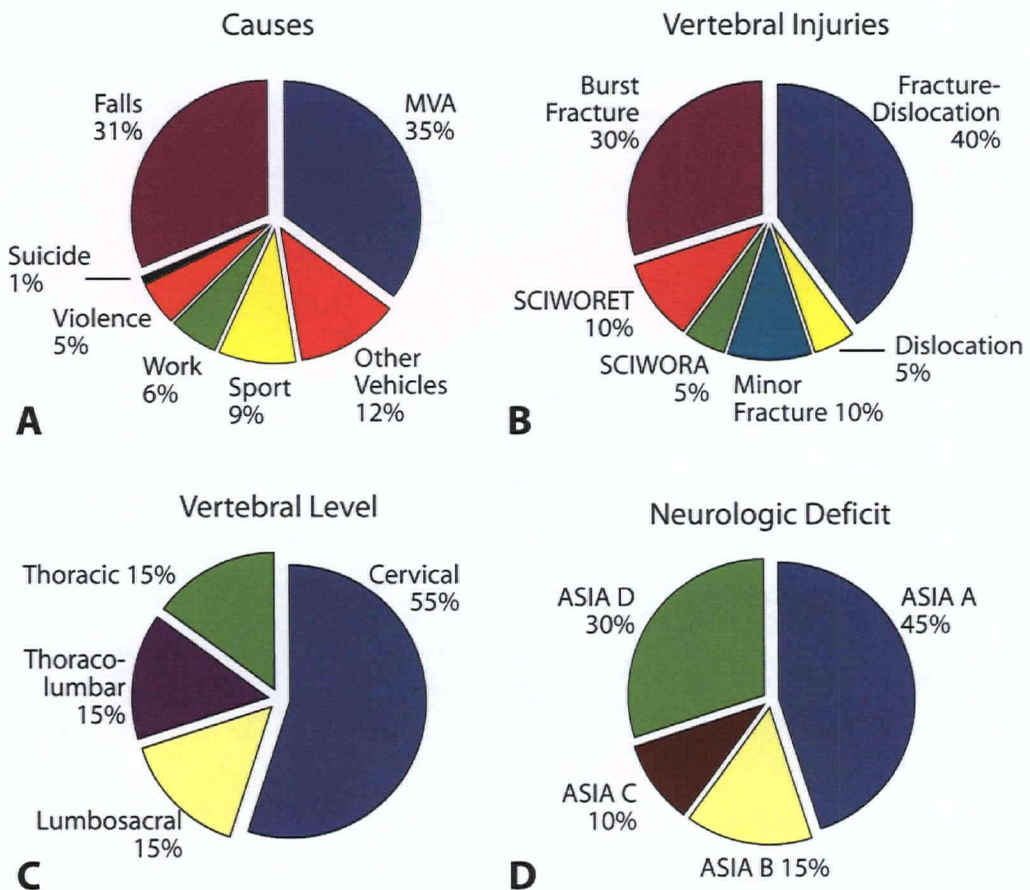 Causes
Falls
31%
MVA
35%
Suicide
1%
Violence
5%
Work
6%
Sport
9%
Other
Vehicles
12%
A
Vertebral Injuries
Burst
Fracture
30%
Fracture-
Dislocation
40%
SCIWORET
10%
SCIWORA
5%
Minor
Fracture 10%
Dislocation
5%
B
Vertebral Level
Thoracic 15%
Cervical
55%
Thoraco-
lumbar
15%
Lumbosacral
15%
C
Neurologic Deficit
ASIA D
30%
ASIA A
45%
ASIA C
10%
ASIA B 15%
D